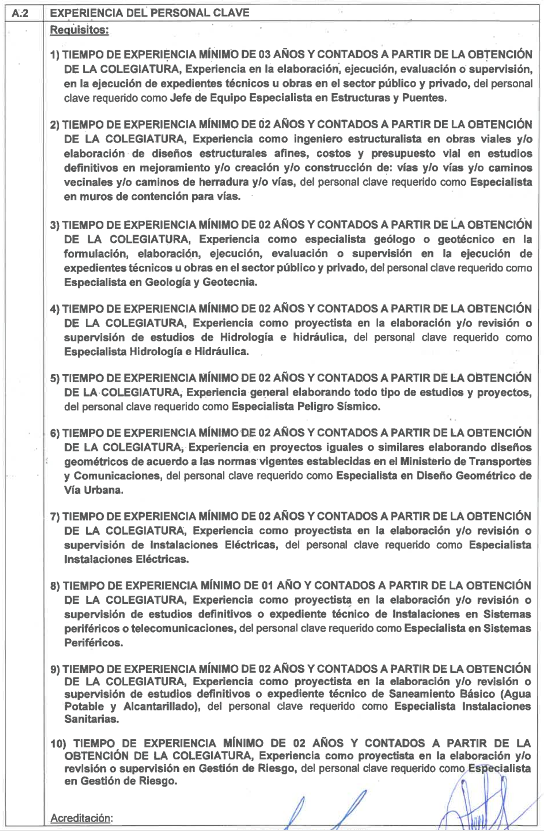 A.2 EXPERIENCIA DEL PERSONAL CLAVE
Requisitos:
1) TIEMPO DE EXPERIENCIA MÍNIMO DE 03 AÑOS Y CONTADOS A PARTIR DE LA OBTENCIÓN
DE LA COLEGIATURA, Experiencia en la elaboración, ejecución, evaluación o supervisión,
en la ejecución de expedientes técnicos u obras en el sector público y privado, del personal
clave requerido como Jefe de Equipo Especialista en Estructuras y Puentes.
2) TIEMPO DE EXPERIENCIA MÍNIMO DE 02 AÑOS Y CONTADOS A PARTIR DE LA OBTENCIÓN
DE LA COLEGIATURA, Experiencia como ingeniero estructuralista en obras viales y/o
elaboración de diseños estructurales afines, costos y presupuesto vial en estudios
definitivos en mejoramiento y/o creación y/o construcción de: vías y/o vías y/o caminos
vecinales y/o caminos de herradura y/o vías, del personal clave requerido como Especialista
en muros de contención para vías.
3) TIEMPO DE EXPERIENCIA MÍNIMO DE 02 AÑOS Y CONTADOS A PARTIR DE LA OBTENCIÓN
DE LA COLEGIATURA, Experiencia como especialista geólogo o geotécnico en la
formulación, elaboración, ejecución, evaluación o supervisión en la ejecución de
expedientes técnicos u obras en el sector público y privado, del personal clave requerido como
Especialista en Geología y Geotecnia.
4) TIEMPO DE EXPERIENCIA MÍNIMO DE 02 AÑOS Y CONTADOS A PARTIR DE LA OBTENCIÓN
DE LA COLEGIATURA, Experiencia como proyectista en la elaboración y/o revisión o
supervisión de estudios de Hidrología e hidráulica, del personal clave requerido como
Especialista Hidrología e Hidráulica.
5) TIEMPO DE EXPERIENCIA MÍNIMO DE 02 AÑOS Y CONTADOS A PARTIR DE LA OBTENCIÓN
DE LA COLEGIATURA, Experiencia general elaborando todo tipo de estudios y proyectos,
del personal clave requerido como Especialista Peligro Sísmico.
6) TIEMPO DE EXPERIENCIA MÍNIMO DE 02 AÑOS Y CONTADOS A PARTIR DE LA OBTENCIÓN
DE LA COLEGIATURA, Experiencia en proyectos iguales o similares elaborando diseños
geométricos de acuerdo a las normas vigentes establecidas en el Ministerio de Transportes
y Comunicaciones, del personal clave requerido como Especialista en Diseño Geométrico de
Vía Urbana.
7) TIEMPO DE EXPERIENCIA MÍNIMO DE 02 AÑOS Y CONTADOS A PARTIR DE LA OBTENCIÓN
DE LA COLEGIATURA, Experiencia como proyectista en la elaboración y/o revisión o
supervisión de Instalaciones Eléctricas, del personal clave requerido como Especialista
Instalaciones Eléctricas.
8) TIEMPO DE EXPERIENCIA MÍNIMO DE 01 AÑO Y CONTADOS A PARTIR DE LA OBTENCIÓN
DE LA COLEGIATURA, Experiencia como proyectista en la elaboración y/o revisión o
supervisión de estudios definitivos o expediente técnico de Instalaciones en Sistemas
periféricos o telecomunicaciones, del personal clave requerido como Especialista en Sistemas
Periféricos.
9) TIEMPO DE EXPERIENCIA MÍNIMO DE 02 AÑOS Y CONTADOS A PARTIR DE LA OBTENCIÓN
DE LA COLEGIATURA, Experiencia como proyectista en la elaboración y/o revisión o
supervisión de estudios definitivos o expediente técnico de Saneamiento Básico (Agua
Potable y Alcantarillado), del personal clave requerido como Especialista Instalaciones
Sanitarias.
10) TIEMPO DE EXPERIENCIA MÍNIMO DE 02 AÑOS Y CONTADOS A PARTIR DE LA
OBTENCIÓN DE LA COLEGIATURA, Experiencia como proyectista en la elaboración y/o
revisión o supervisión en Gestión de Riesgo, del personal clave requerido como Especialista
en Gestión de Riesgo.
Acreditación: